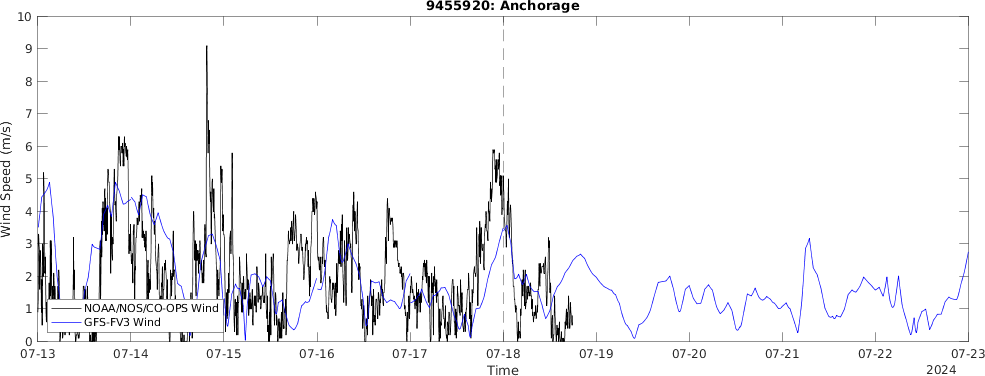 9455920: Anchorage
10
9
8
7
6
5
4
3
2
1
0
Wind Speed (m/s)
NOAA/NOS/CO-OPS Wind
GFS-FV3 Wind
07-13 07-14 07-15 07-16 07-17 07-18 07-19 07-20 07-21 07-22 07-23
Time
2024